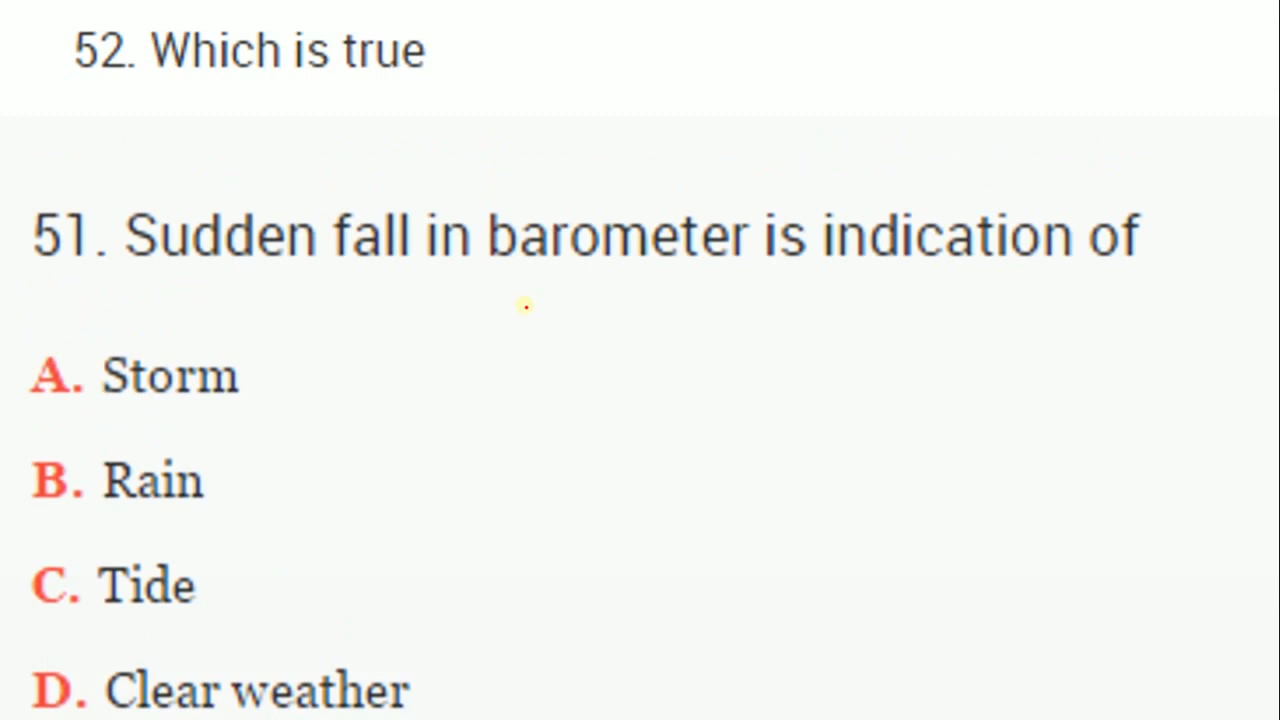 52. Which is true
51. Sudden fall in barometer is indication of
A. Storm
B. Rain
C. Tide
D. Clear weather